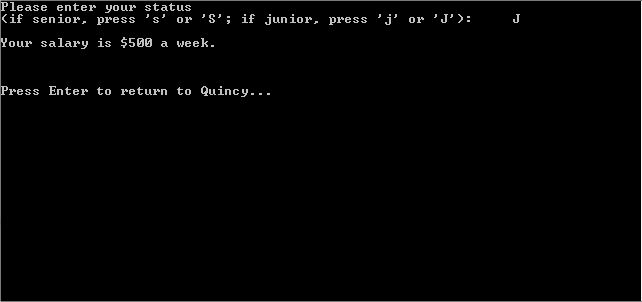 Please enter your status
(if senior, press 's' or 'S'; if junior, press 'j' or 'J'):     J
Your salary is $500 a week.
Press Enter to return to Quincy...